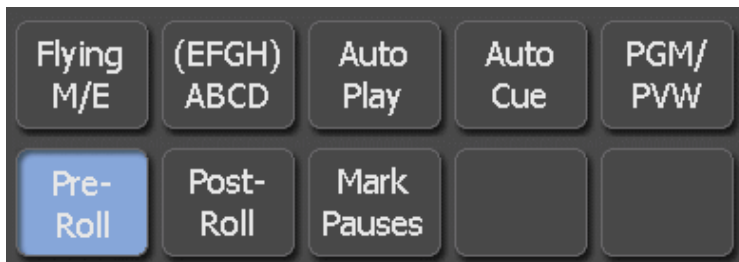 Flying
M/E
(EFGH)
ABCD
Auto
Play
Auto
Cue
PGM/
PVW
Pre-
Roll
Post-
Roll
Mark
Pauses